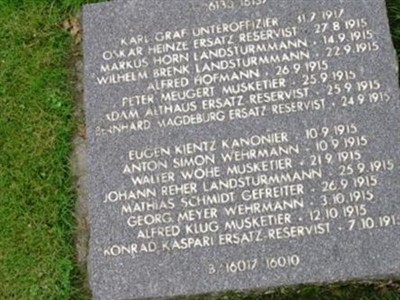 KARL GRAF UNTEROFFIZIER · 31.7.1917
OSKAR HEINZE ERSATZ RESERVIST · 27.8.1915
MARKUS HORN LANDSTURMMANN · 14.9.1915
WILHELM BRENK LANDSTURMMANN · 22.9.1915
ALFRED HOFMANN · 26.9.1915
PETER MEUGERT MUSKETIER · 25.9.1915
ADAM ALTHAUS ERSATZ RESERVIST · 25.9.1915
BERNHARD MAGDEBURG ERSATZ RESERVIST · 24.9.1915
EUGEN KIENTZ KANONIER · 10.9.1915
ANTON SIMON WEHRMANN · 10.9.1915
WALTER WOHE MUSKETIER · 21.9.1915
JOHANN REHER LANDSTURMMANN · 25.9.1915
MATHIAS SCHMIDT GEFREITER · 26.9.1915
GEORG MEYER WEHRMANN · 3.10.1915
ALFRED KLUG MUSKETIER · 12.10.1915
KONRAD KASPARI ERSATZ RESERVIST · 7.10.1915
B 16017 16010